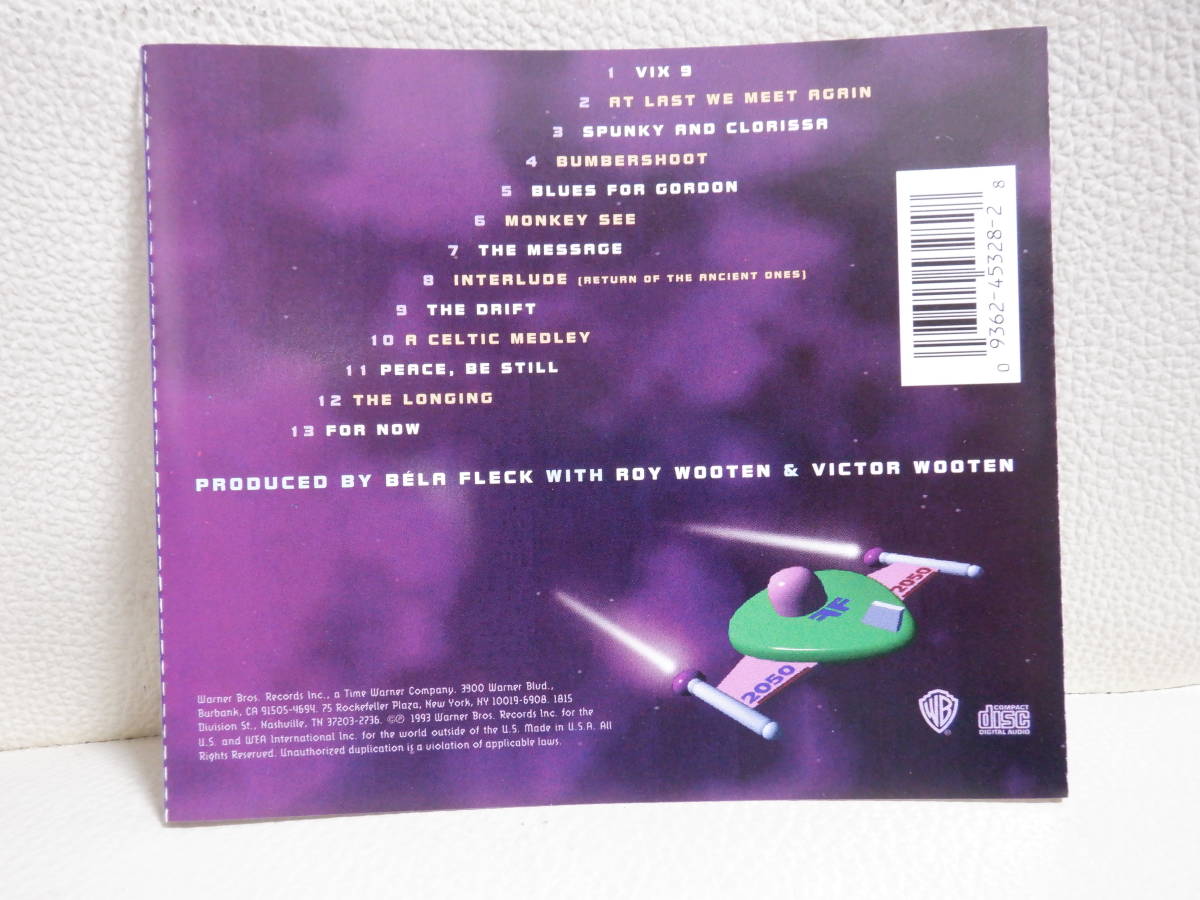 1 VIX 9
2 AT LAST WE MEET AGAIN
3 SPUNKY AND CLORISSA
4 BUMBERSHOOT
5 BLUES FOR GORDON
6 MONKEY SEE
7 THE MESSAGE
8 INTERLUDE (RETURN OF THE ANCIENT ONES)
9 THE DRIFT
10 A CELTIC MEDLEY
11 PEACE, BE STILL
12 THE LONGING
13 FOR NOW
0 9362-45328-2 8
PRODUCED BY BÉLA FLECK WITH ROY WOOTEN & VICTOR WOOTEN
2050
FF
2050
Warner Bros. Records Inc., a Time Warner Company. 3300 Warner Blvd.,
Burbank, CA 91505-4694. 75 Rockefeller Plaza, New York, NY 10019-6908. 1815
Division St., Nashville, TN 37203-2736. ©℗ 1993 Warner Bros. Records Inc. for the
U.S. and WEA International Inc. for the world outside of the U.S. Made in U.S.A. All
Rights Reserved. Unauthorized duplication is a violation of applicable laws.
WB ®
COMPACT
disc
DIGITAL AUDIO